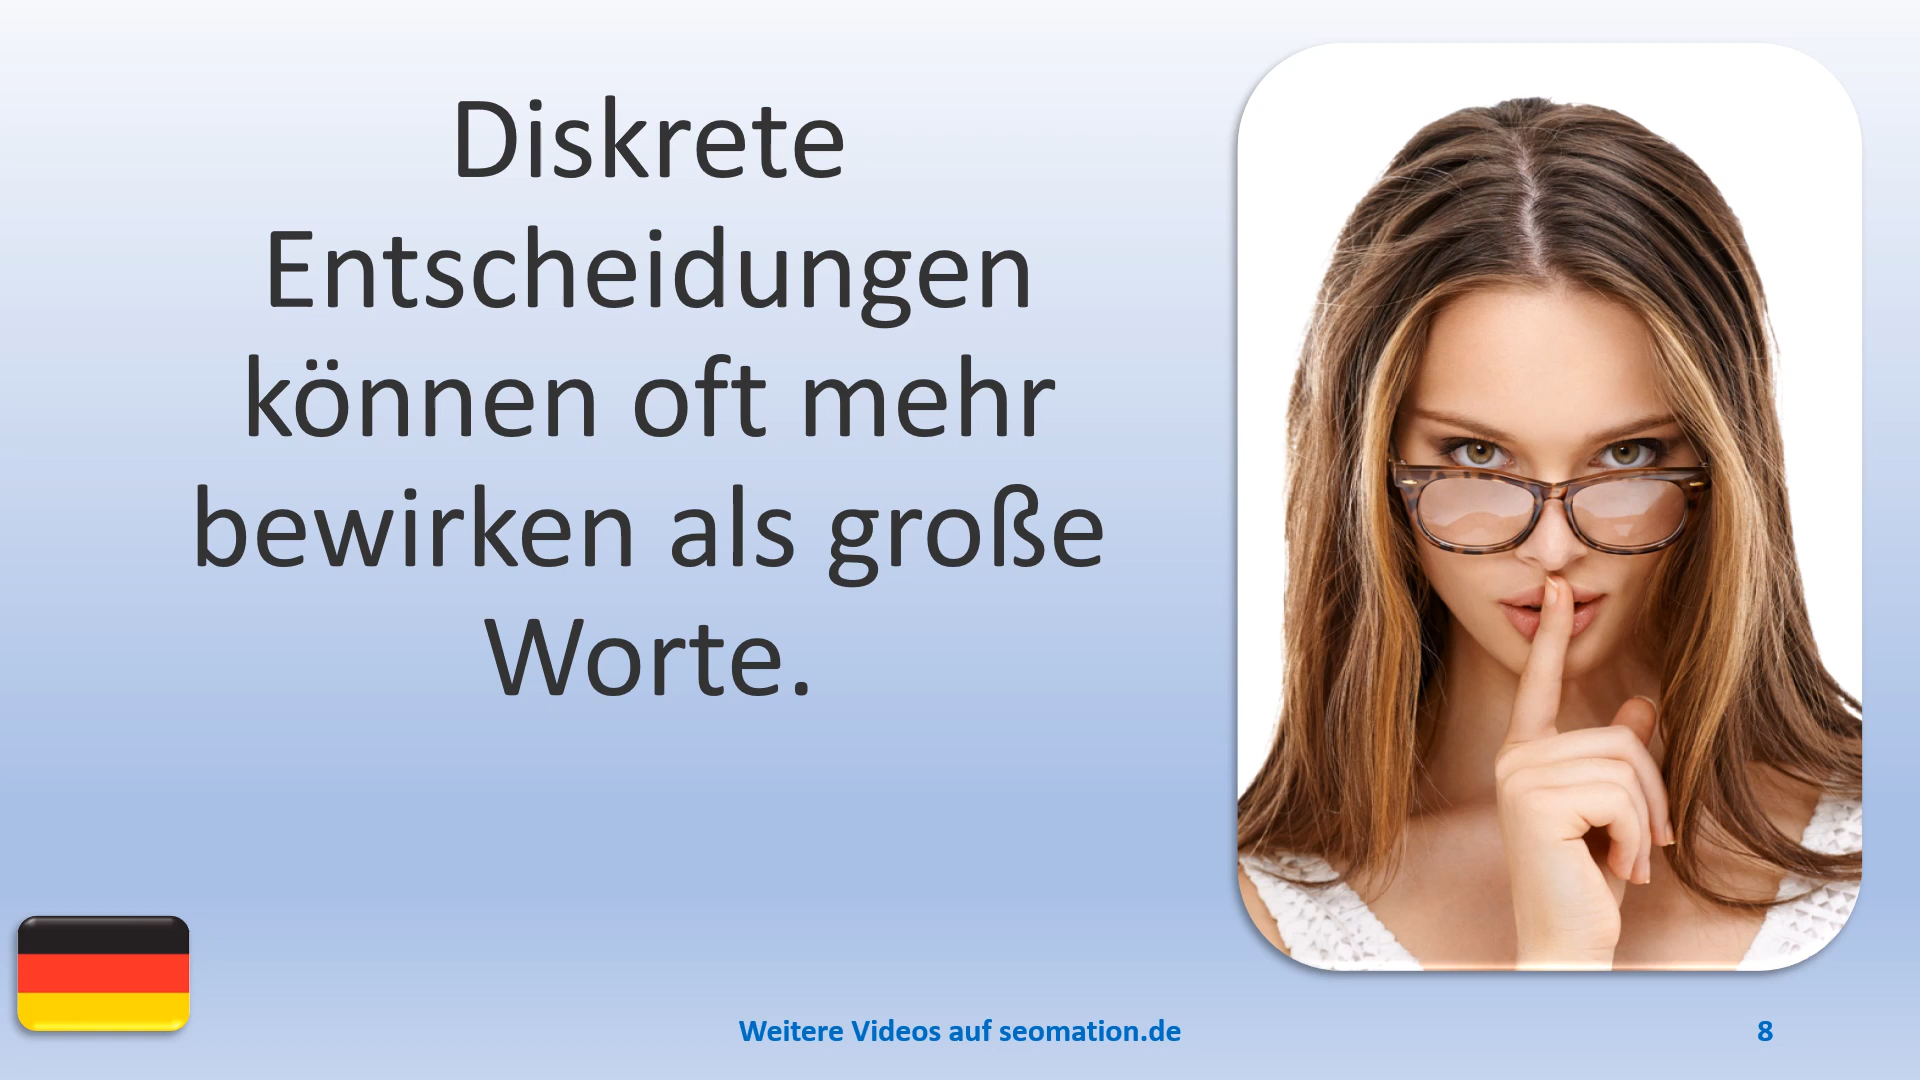 Diskrete
Entscheidungen
können oft mehr
bewirken als große
Worte.
Weitere Videos auf seomation.de
8